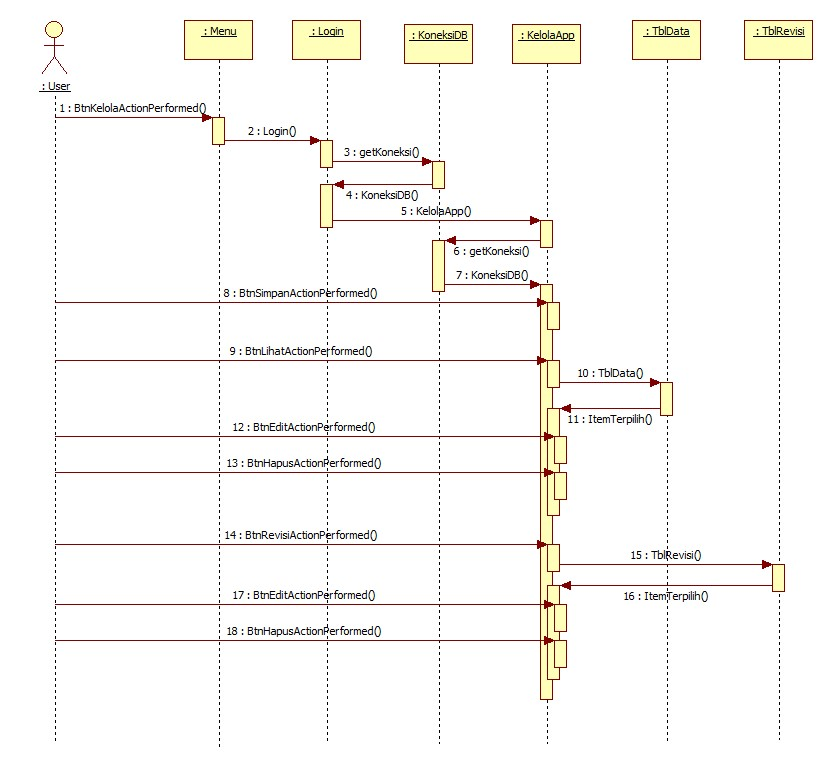 : Menu
: Login
: KoneksiDB
: KelolaApp
: TblData
: TblRevisi
: User
1 : BtnKelolaActionPerformed()
2 : Login()
3 : getKoneksi()
4 : KoneksiDB()
5 : KelolaApp()
6 : getKoneksi()
7 : KoneksiDB()
8 : BtnSimpanActionPerformed()
9 : BtnLihatActionPerformed()
10 : TblData()
11 : ItemTerpilih()
12 : BtnEditActionPerformed()
13 : BtnHapusActionPerformed()
14 : BtnRevisiActionPerformed()
15 : TblRevisi()
16 : ItemTerpilih()
17 : BtnEditActionPerformed()
18 : BtnHapusActionPerformed()